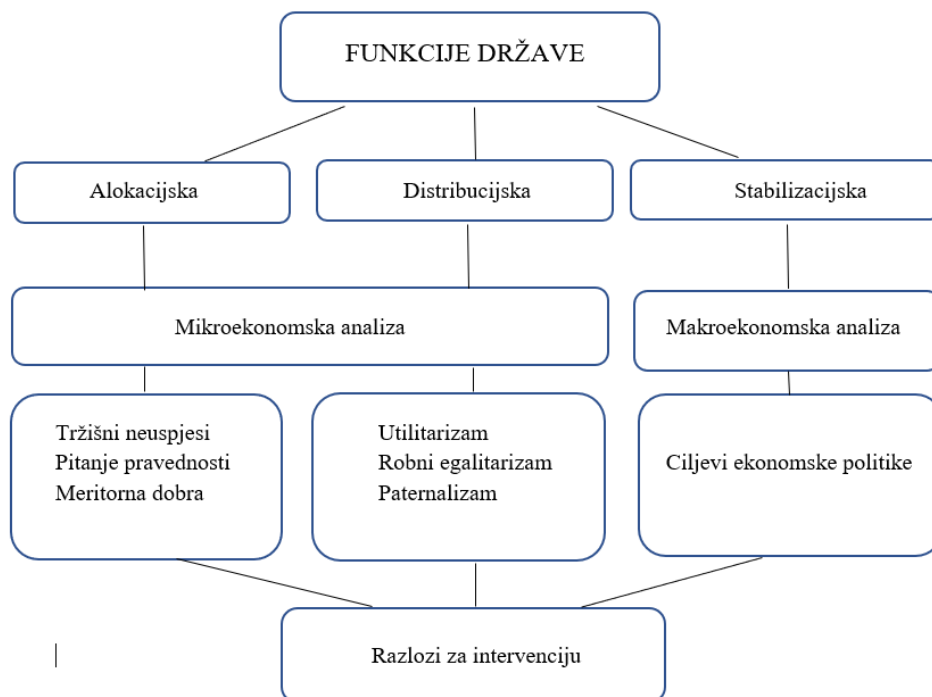 FUNKCIJE DRŽAVE
Alokacijska
Distribucijska
Stabilizacijska
Mikroekonomska analiza
Makroekonomska analiza
Tržišni neuspjesi
Pitanje pravednosti
Meritorna dobra
Utilitarizam
Robni egalitarizam
Paternalizam
Ciljevi ekonomske politike
Razlozi za intervenciju